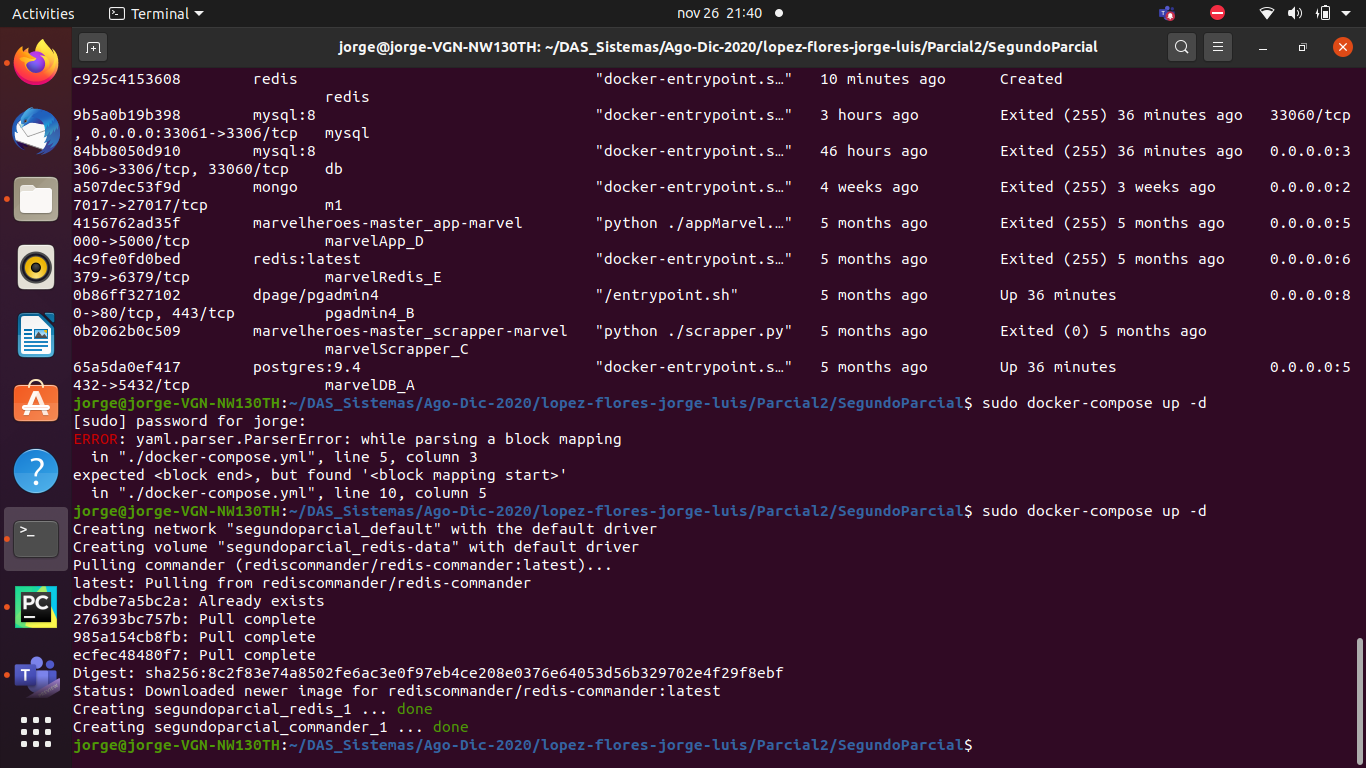 Activities
Terminal
nov 26 21:40
jorge@jorge-VGN-NW130TH: ~/DAS_Sistemas/Ago-Dic-2020/lopez-flores-jorge-luis/Parcial2/SegundoParcial
c925c4153608 redis "docker-entrypoint.s…" 10 minutes ago Created
redis
9b5a0b19b398 mysql:8 "docker-entrypoint.s…" 3 hours ago Exited (255) 36 minutes ago 33060/tcp
, 0.0.0.0:33061->3306/tcp mysql
84bb8050d910 mysql:8 "docker-entrypoint.s…" 46 hours ago Exited (255) 36 minutes ago 0.0.0.0:3
306->3306/tcp, 33060/tcp db
a507dec53f9d mongo "docker-entrypoint.s…" 4 weeks ago Exited (255) 3 weeks ago 0.0.0.0:2
7017->27017/tcp m1
4156762ad35f marvelheroes-master_app-marvel "python ./appMarvel.…" 5 months ago Exited (255) 5 months ago 0.0.0.0:5
000->5000/tcp marvelApp_D
4c9fe0fd0bed redis:latest "docker-entrypoint.s…" 5 months ago Exited (255) 5 months ago 0.0.0.0:6
379->6379/tcp marvelRedis_E
0b86ff327102 dpage/pgadmin4 "/entrypoint.sh" 5 months ago Up 36 minutes 0.0.0.0:8
0->80/tcp, 443/tcp pgadmin4_B
0b2062b0c509 marvelheroes-master_scrapper-marvel "python ./scrapper.py" 5 months ago Exited (0) 5 months ago
marvelScrapper_C
65a5da0ef417 postgres:9.4 "docker-entrypoint.s…" 5 months ago Up 36 minutes 0.0.0.0:5
432->5432/tcp marvelDB_A
jorge@jorge-VGN-NW130TH:~/DAS_Sistemas/Ago-Dic-2020/lopez-flores-jorge-luis/Parcial2/SegundoParcial$ sudo docker-compose up -d
[sudo] password for jorge:
ERROR: yaml.parser.ParserError: while parsing a block mapping
in "./docker-compose.yml", line 5, column 3
expected <block end>, but found '<block mapping start>'
in "./docker-compose.yml", line 10, column 5
jorge@jorge-VGN-NW130TH:~/DAS_Sistemas/Ago-Dic-2020/lopez-flores-jorge-luis/Parcial2/SegundoParcial$ sudo docker-compose up -d
Creating network "segundoparcial_default" with the default driver
Creating volume "segundoparcial_redis-data" with default driver
Pulling commander (rediscommander/redis-commander:latest)...
latest: Pulling from rediscommander/redis-commander
cbdbe7a5bc2a: Already exists
276393bc757b: Pull complete
985a154cb8fb: Pull complete
ecfec48480f7: Pull complete
Digest: sha256:8c2f83e74a8502fe6ac3e0f97eb4ce208e0376e64053d56b329702e4f29f8ebf
Status: Downloaded newer image for rediscommander/redis-commander:latest
Creating segundoparcial_redis_1 ... done
Creating segundoparcial_commander_1 ... done
jorge@jorge-VGN-NW130TH:~/DAS_Sistemas/Ago-Dic-2020/lopez-flores-jorge-luis/Parcial2/SegundoParcial$
>_
PC
T